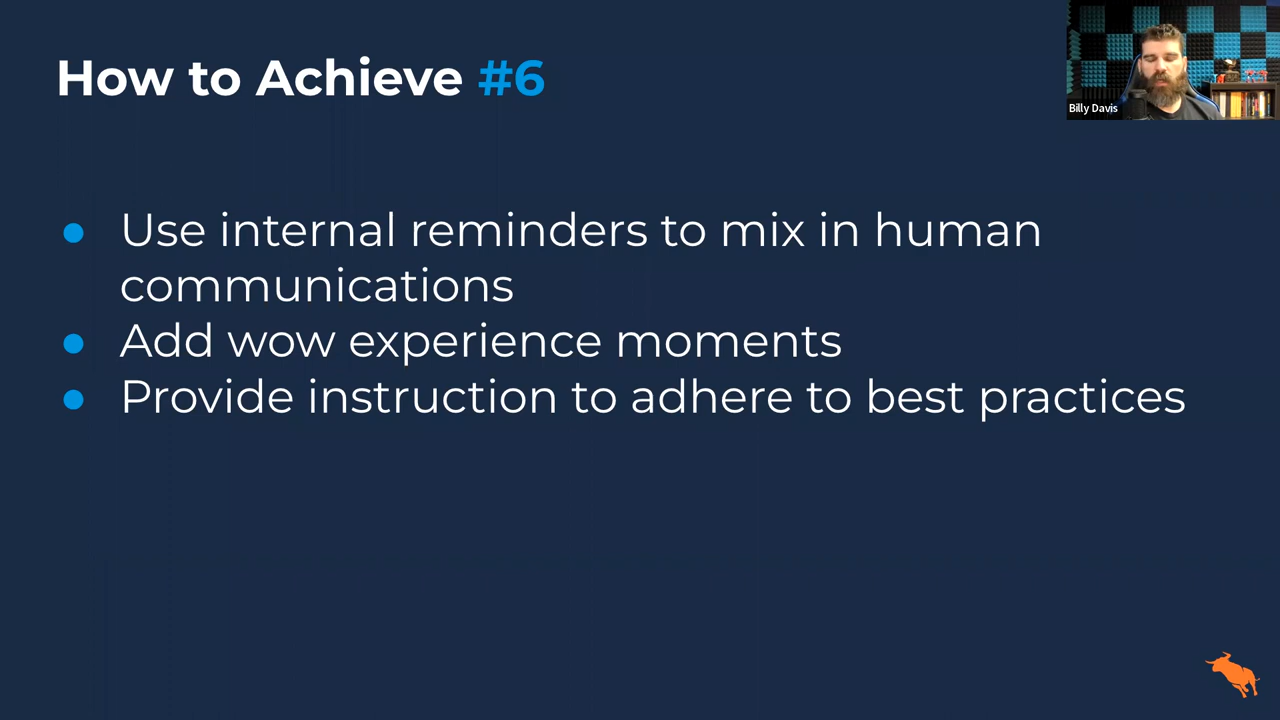 How to Achieve #6
Billy Davis
● Use internal reminders to mix in human
communications
● Add wow experience moments
● Provide instruction to adhere to best practices